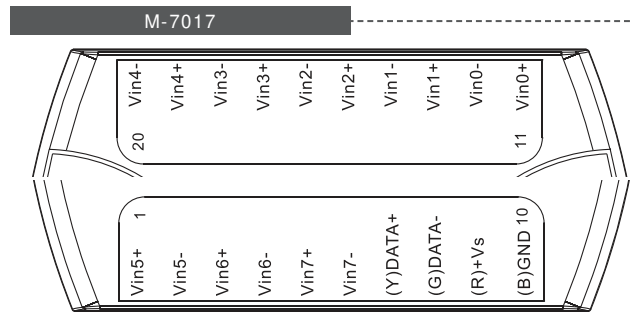 M-7017
Vin4-
Vin4+
Vin3-
Vin3+
Vin2-
Vin2+
Vin1-
Vin1+
Vin0-
Vin0+
20
11
1
10
Vin5+
Vin5-
Vin6+
Vin6-
Vin7+
Vin7-
(Y)DATA+
(G)DATA-
(R)+Vs
(B)GND